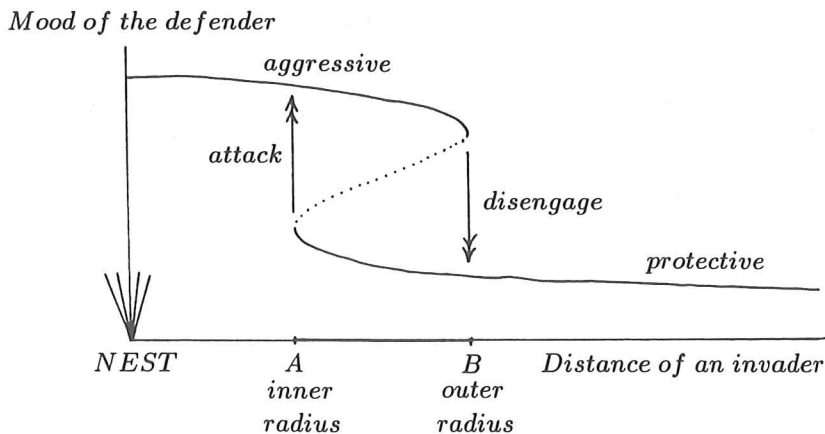 Mood of the defender
aggressive
attack
disengage
protective
NEST A B Distance of an invader
inner outer
radius radius